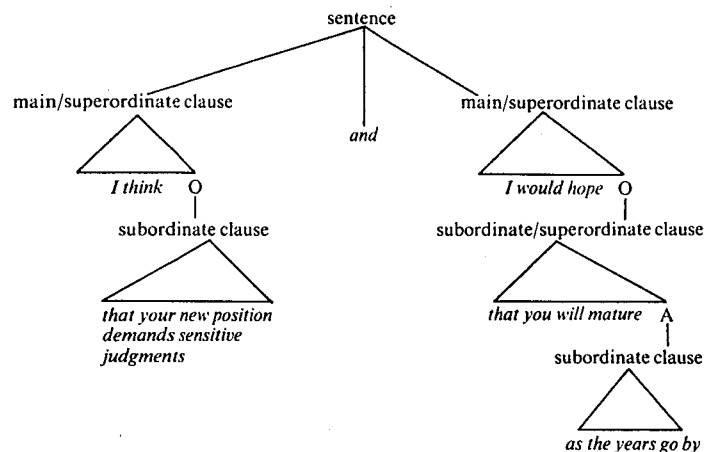 sentence
main/superordinate clause
main/superordinate clause
and
I think O
I would hope O
subordinate clause
subordinate/superordinate clause
that your new position
demands sensitive
judgments
that you will mature A
subordinate clause
as the years go by